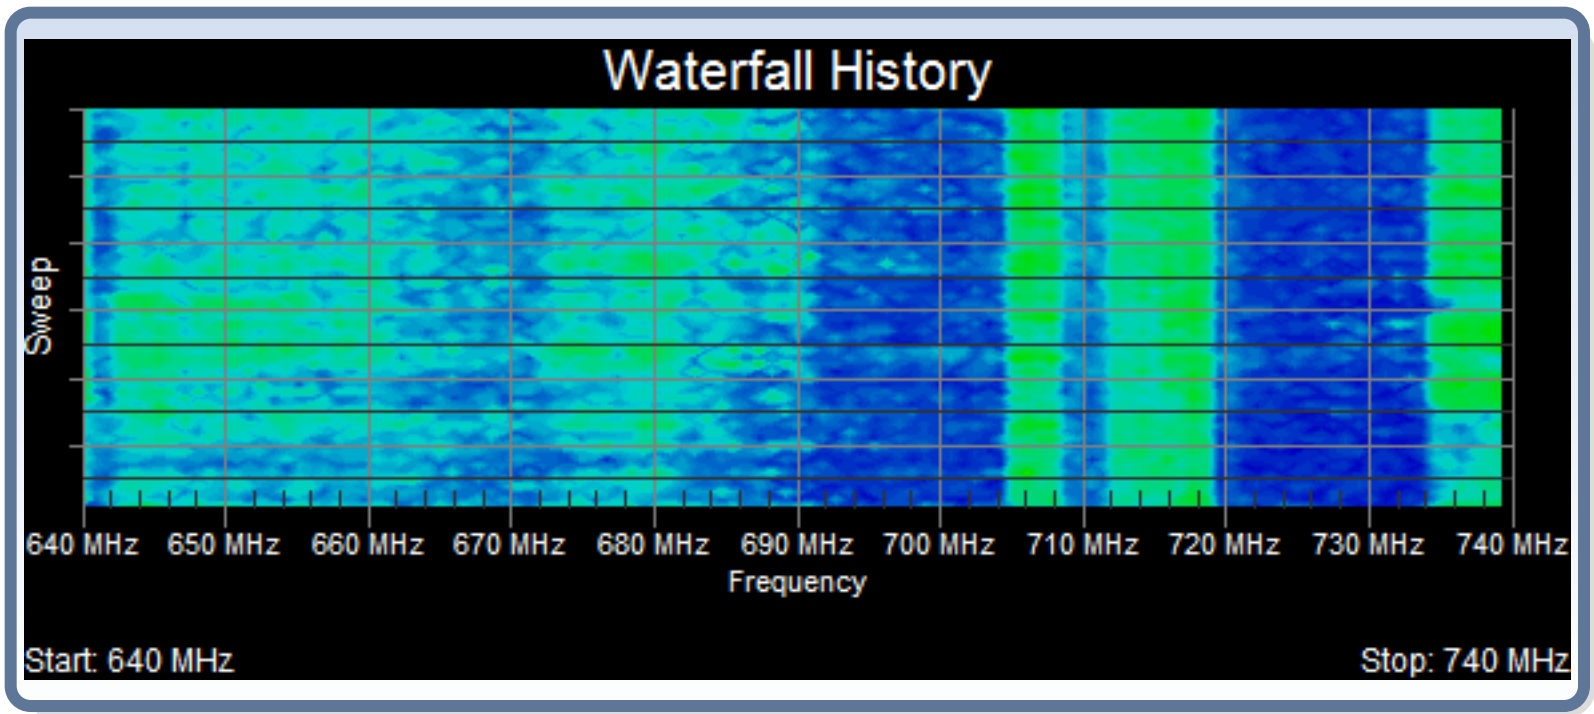 Waterfall History
Sweep
640 MHz 650 MHz 660 MHz 670 MHz 680 MHz 690 MHz 700 MHz 710 MHz 720 MHz 730 MHz 740 MHz
Frequency
Start: 640 MHz Stop: 740 MHz